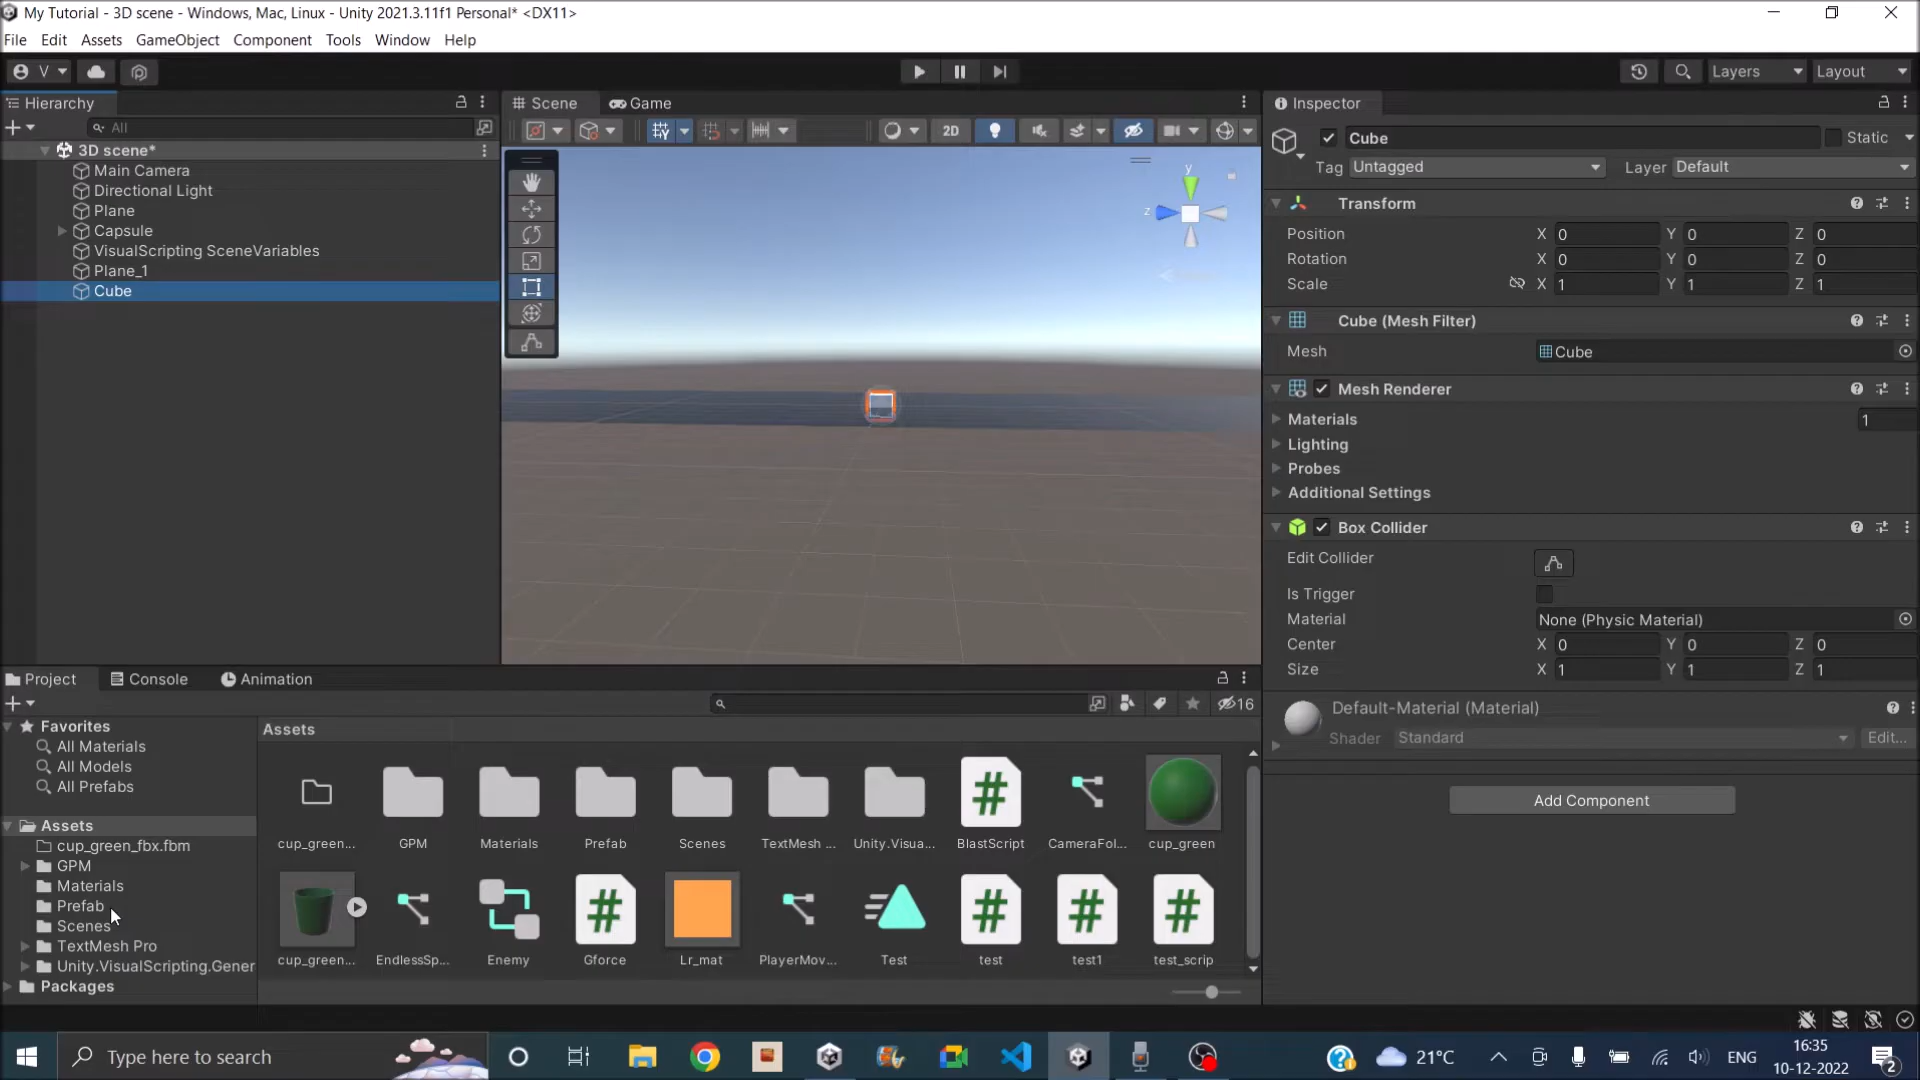 My Tutorial - 3D scene - Windows, Mac, Linux - Unity 2021.3.11f1 Personal* <DX11>
File Edit Assets GameObject Component Tools Window Help
V Layers Layout
Hierarchy
All
3D scene*
Main Camera
Directional Light
Plane
Capsule
VisualScripting SceneVariables
Plane_1
Cube
Scene Game
2D
y
z
Inspector
Cube Static
Tag Untagged Layer Default
Transform
Position X 0 Y 0 Z 0
Rotation X 0 Y 0 Z 0
Scale X 1 Y 1 Z 1
Cube (Mesh Filter)
Mesh Cube
Mesh Renderer
Materials 1
Lighting
Probes
Additional Settings
Box Collider
Edit Collider
Is Trigger
Material None (Physic Material)
Center X 0 Y 0 Z 0
Size X 1 Y 1 Z 1
Default-Material (Material)
Shader Standard Edit...
Add Component
Project Console Animation
16
Favorites
All Materials
All Models
All Prefabs
Assets
cup_green_fbx.fbm
GPM
Materials
Prefab
Scenes
TextMesh Pro
Unity.VisualScripting.Gener
Packages
Assets
cup_green... GPM Materials Prefab Scenes TextMesh ... Unity.Visua... BlastScript CameraFol... cup_green
cup_green... EndlessSp... Enemy Gforce Lr_mat PlayerMov... Test test test1 test_scrip
Type here to search
21°C ENG 16:35
10-12-2022
2